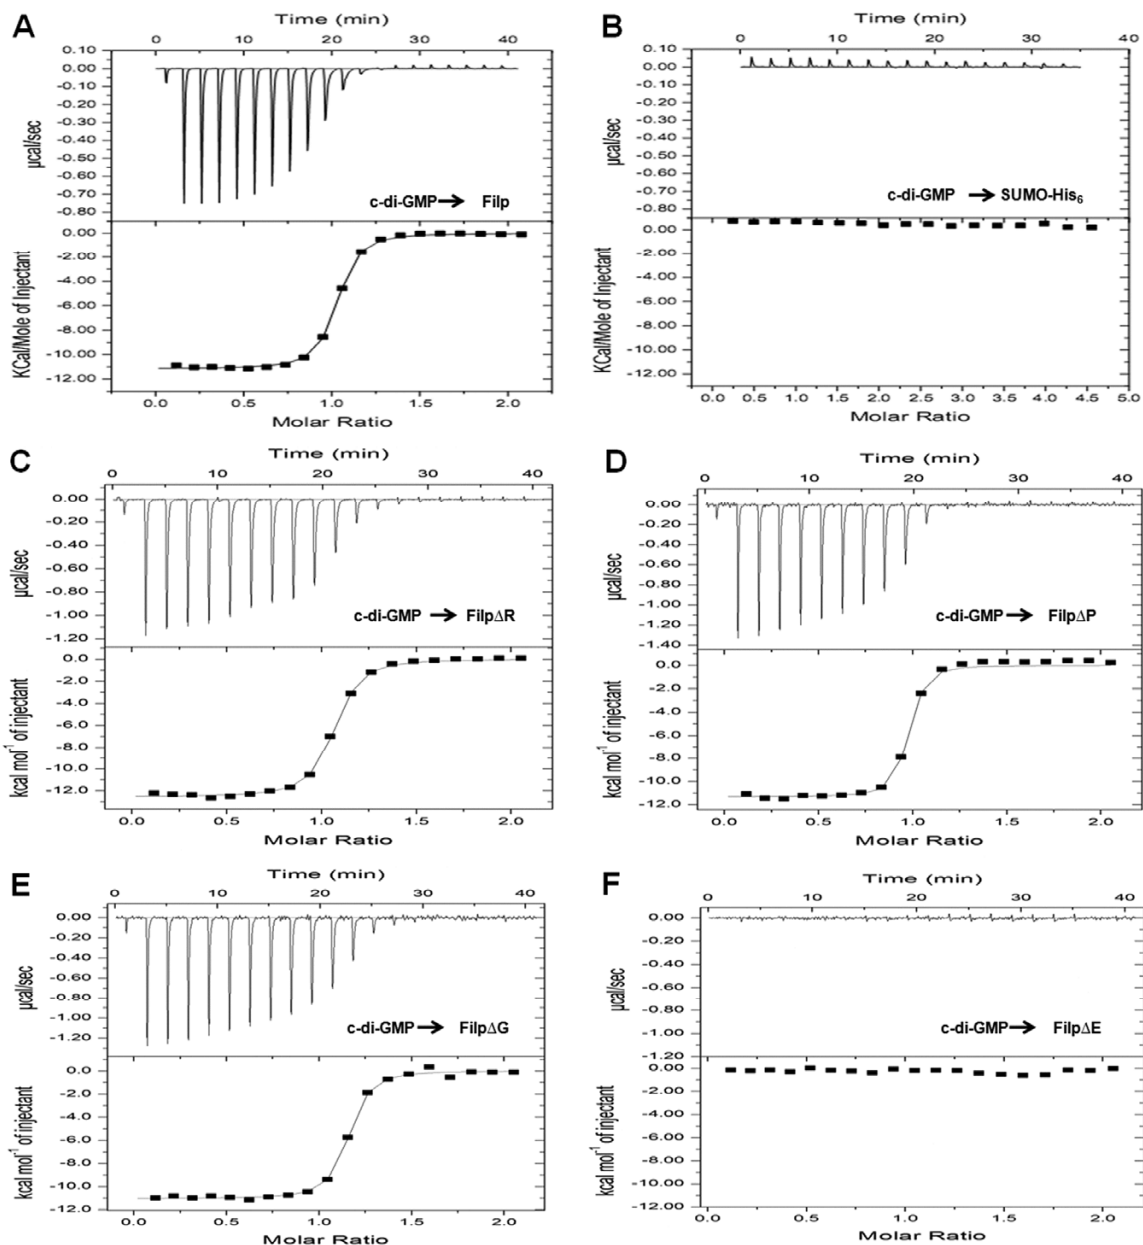 A
Time (min)
0 10 20 30 40
0.10
0.00
-0.10
-0.20
-0.30
-0.40
-0.50
-0.60
-0.70
-0.80
µcal/sec
c-di-GMP → Filp
0.00
-2.00
-4.00
-6.00
-8.00
-10.00
-12.00
KCal/Mole of Injectant
0.0 0.5 1.0 1.5 2.0
Molar Ratio
B
Time (min)
0 10 20 30 40
0.10
0.00
-0.10
-0.20
-0.30
-0.40
-0.50
-0.60
-0.70
-0.80
µcal/sec
c-di-GMP → SUMO-His₆
0.00
-2.00
-4.00
-6.00
-8.00
-10.00
-12.00
KCal/Mole of Injectant
0.0 0.5 1.0 1.5 2.0 2.5 3.0 3.5 4.0 4.5 5.0
Molar Ratio
C
Time (min)
0 10 20 30 40
0.00
-0.20
-0.40
-0.60
-0.80
-1.00
-1.20
µcal/sec
c-di-GMP → FilpΔR
0.0
-2.0
-4.0
-6.0
-8.0
-10.0
-12.0
kcal mol⁻¹ of injectant
0.0 0.5 1.0 1.5 2.0
Molar Ratio
D
Time (min)
0 10 20 30 40
0.00
-0.20
-0.40
-0.60
-0.80
-1.00
-1.20
-1.40
µcal/sec
c-di-GMP → FilpΔP
0.0
-2.0
-4.0
-6.0
-8.0
-10.0
-12.0
kcal mol⁻¹ of injectant
0.0 0.5 1.0 1.5 2.0
Molar Ratio
E
Time (min)
0 10 20 30 40
0.00
-0.20
-0.40
-0.60
-0.80
-1.00
-1.20
µcal/sec
c-di-GMP → FilpΔG
0.0
-2.0
-4.0
-6.0
-8.0
-10.0
-12.0
kcal mol⁻¹ of injectant
0.0 0.5 1.0 1.5 2.0
Molar Ratio
F
Time (min)
0 10 20 30 40
0.00
-0.20
-0.40
-0.60
-0.80
-1.00
-1.20
µcal/sec
c-di-GMP → FilpΔE
0.00
-2.00
-4.00
-6.00
-8.00
-10.00
-12.00
kcal mol⁻¹ of injectant
0.0 0.5 1.0 1.5 2.0
Molar Ratio